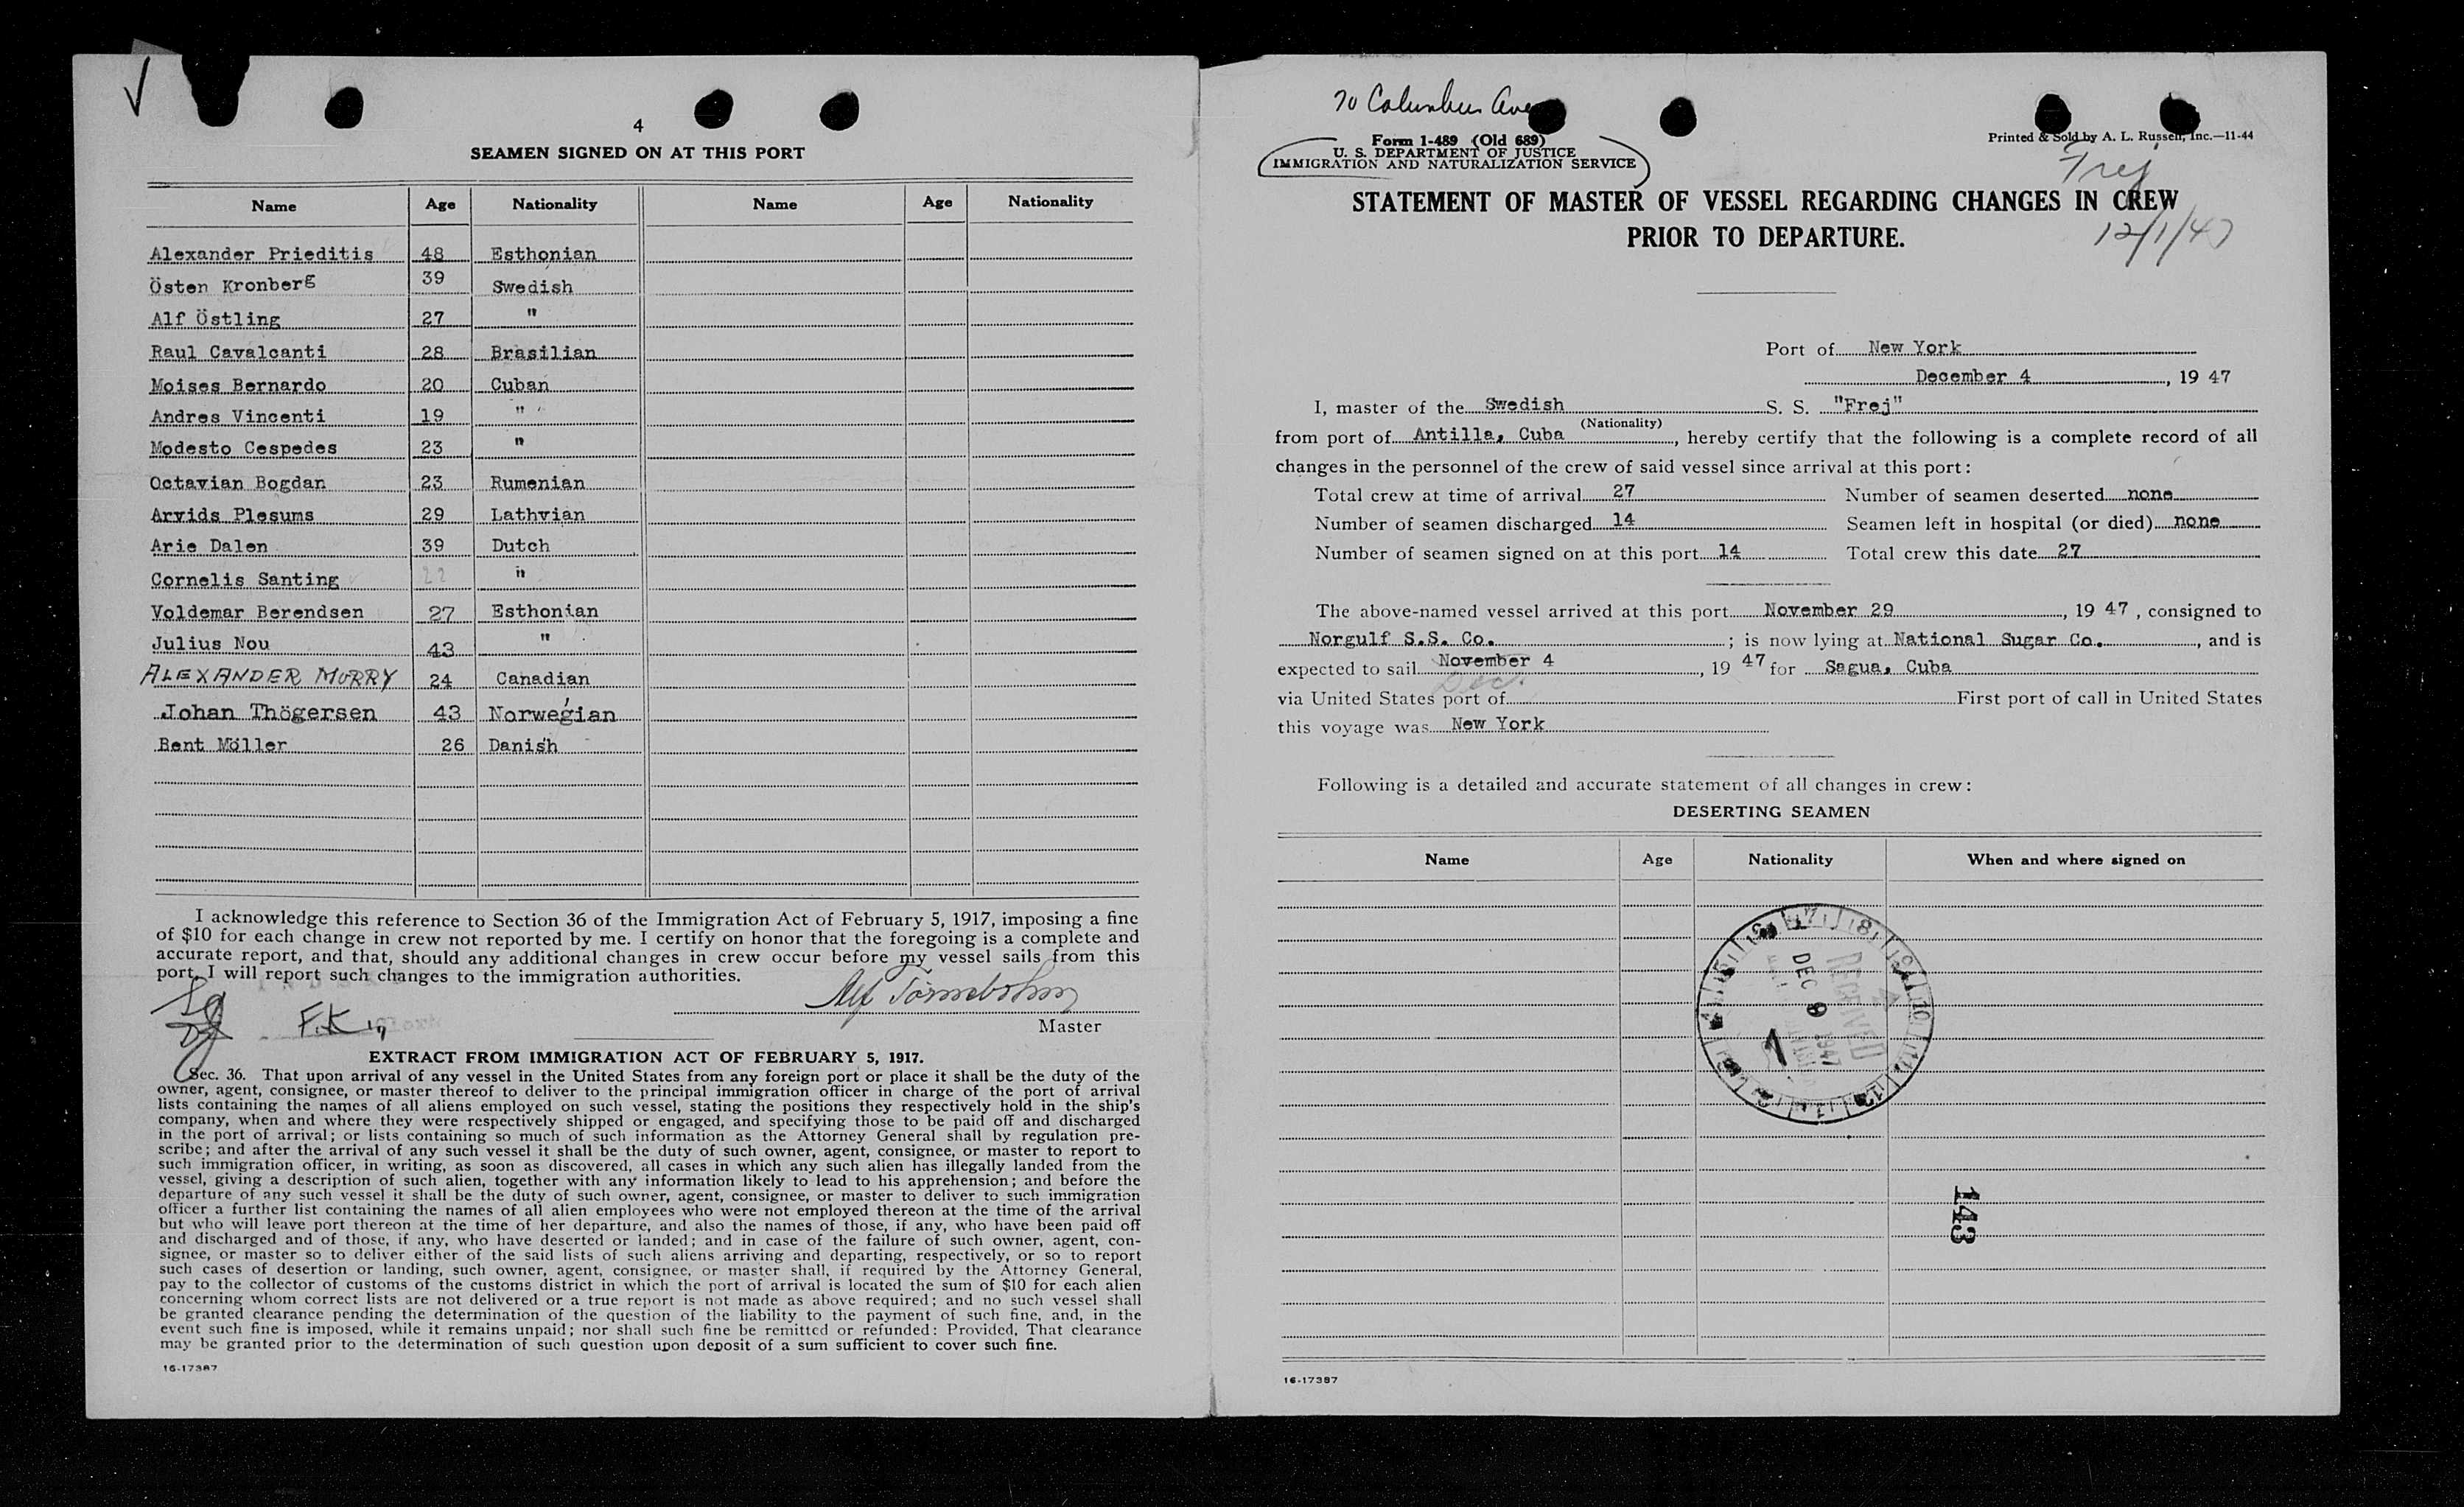 4
SEAMEN SIGNED ON AT THIS PORT
Name Age Nationality Name Age Nationality
Alexander Prieditis 48 Esthonian
Östen Kronberg 39 Swedish
Alf Östling 27 "
Raul Cavalcanti 28 Brasilian
Moises Bernardo 20 Cuban
Andres Vincenti 19 "
Modesto Cespedes 23 "
Octavian Bogdan 23 Rumenian
Arvids Plesums 29 Lathvian
Arie Dalen 39 Dutch
Cornelis Santing 22 "
Voldemar Berendsen 27 Esthonian
Julius Nou 43 "
ALEXANDER MORRY 24 Canadian
Johan Thögersen 43 Norwegian
Bent Möller 26 Danish
I acknowledge this reference to Section 36 of the Immigration Act of February 5, 1917, imposing a fine
of $10 for each change in crew not reported by me. I certify on honor that the foregoing is a complete and
accurate report, and that, should any additional changes in crew occur before my vessel sails from this
port, I will report such changes to the immigration authorities.
Alf Törnebohm
F.K.
Master
EXTRACT FROM IMMIGRATION ACT OF FEBRUARY 5, 1917.
Sec. 36. That upon arrival of any vessel in the United States from any foreign port or place it shall be the duty of the
owner, agent, consignee, or master thereof to deliver to the principal immigration officer in charge of the port of arrival
lists containing the names of all aliens employed on such vessel, stating the positions they respectively hold in the ship's
company, when and where they were respectively shipped or engaged, and specifying those to be paid off and discharged
in the port of arrival; or lists containing so much of such information as the Attorney General shall by regulation pre-
scribe; and after the arrival of any such vessel it shall be the duty of such owner, agent, consignee, or master to report to
such immigration officer, in writing, as soon as discovered, all cases in which any such alien has illegally landed from the
vessel, giving a description of such alien, together with any information likely to lead to his apprehension; and before the
departure of any such vessel it shall be the duty of such owner, agent, consignee, or master to deliver to such immigration
officer a further list containing the names of all alien employees who were not employed thereon at the time of the arrival
but who will leave port thereon at the time of her departure, and also the names of those, if any, who have been paid off
and discharged and of those, if any, who have deserted or landed; and in case of the failure of such owner, agent, con-
signee, or master so to deliver either of the said lists of such aliens arriving and departing, respectively, or so to report
such cases of desertion or landing, such owner, agent, consignee, or master shall, if required by the Attorney General,
pay to the collector of customs of the customs district in which the port of arrival is located the sum of $10 for each alien
concerning whom correct lists are not delivered or a true report is not made as above required; and no such vessel shall
be granted clearance pending the determination of the question of the liability to the payment of such fine, and, in the
event such fine is imposed, while it remains unpaid; nor shall such fine be remitted or refunded: Provided, That clearance
may be granted prior to the determination of such question upon deposit of a sum sufficient to cover such fine.
16-17387
70 Columbus Ave
Form 1-489 (Old 689)
U. S. DEPARTMENT OF JUSTICE
IMMIGRATION AND NATURALIZATION SERVICE
Printed & Sold by A. L. Russell, Inc.—11-44
Frej
STATEMENT OF MASTER OF VESSEL REGARDING CHANGES IN CREW
PRIOR TO DEPARTURE.
12/1/47
Port of New York
December 4, 19 47
I, master of the Swedish S. S. "Frej"
(Nationality)
from port of Antilla, Cuba, hereby certify that the following is a complete record of all
changes in the personnel of the crew of said vessel since arrival at this port:
Total crew at time of arrival 27 Number of seamen deserted none
Number of seamen discharged 14 Seamen left in hospital (or died) none
Number of seamen signed on at this port 14 Total crew this date 27
The above-named vessel arrived at this port November 29, 19 47, consigned to
Norgulf S.S. Co.; is now lying at National Sugar Co., and is
expected to sail November 4, 19 47 for Sagua, Cuba
Dec.
via United States port of First port of call in United States
this voyage was New York
Following is a detailed and accurate statement of all changes in crew:
DESERTING SEAMEN
Name Age Nationality When and where signed on
RECEIVED
DEC 9 1947
143
16-17387